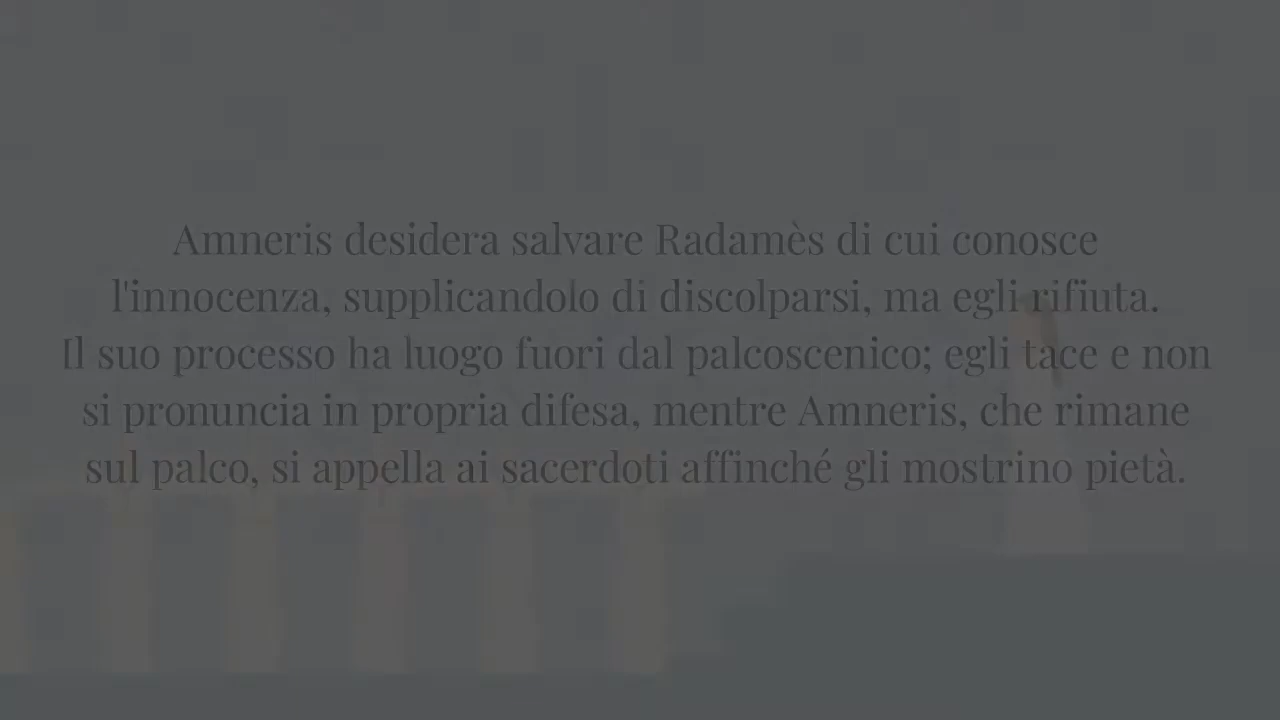 Amneris desidera salvare Radamès di cui conosce
l'innocenza, supplicandolo di discolparsi, ma egli rifiuta.
Il suo processo ha luogo fuori dal palcoscenico; egli tace e non
si pronuncia in propria difesa, mentre Amneris, che rimane
sul palco, si appella ai sacerdoti affinché gli mostrino pietà.